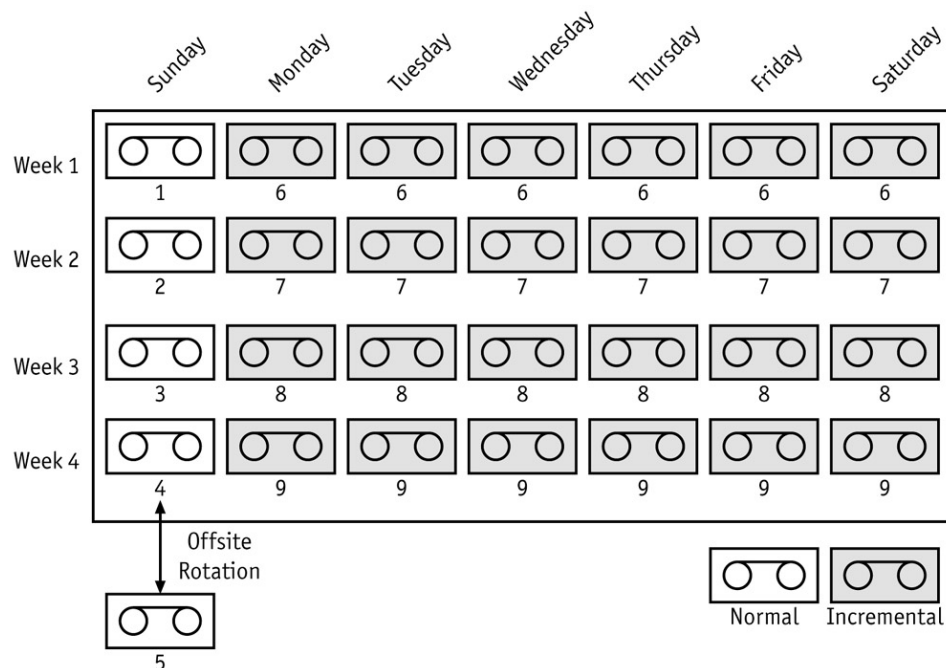 Sunday Monday Tuesday Wednesday Thursday Friday Saturday
Week 1
1 6 6 6 6 6 6
Week 2
2 7 7 7 7 7 7
Week 3
3 8 8 8 8 8 8
Week 4
4 9 9 9 9 9 9
Offsite
Rotation
Normal Incremental
5